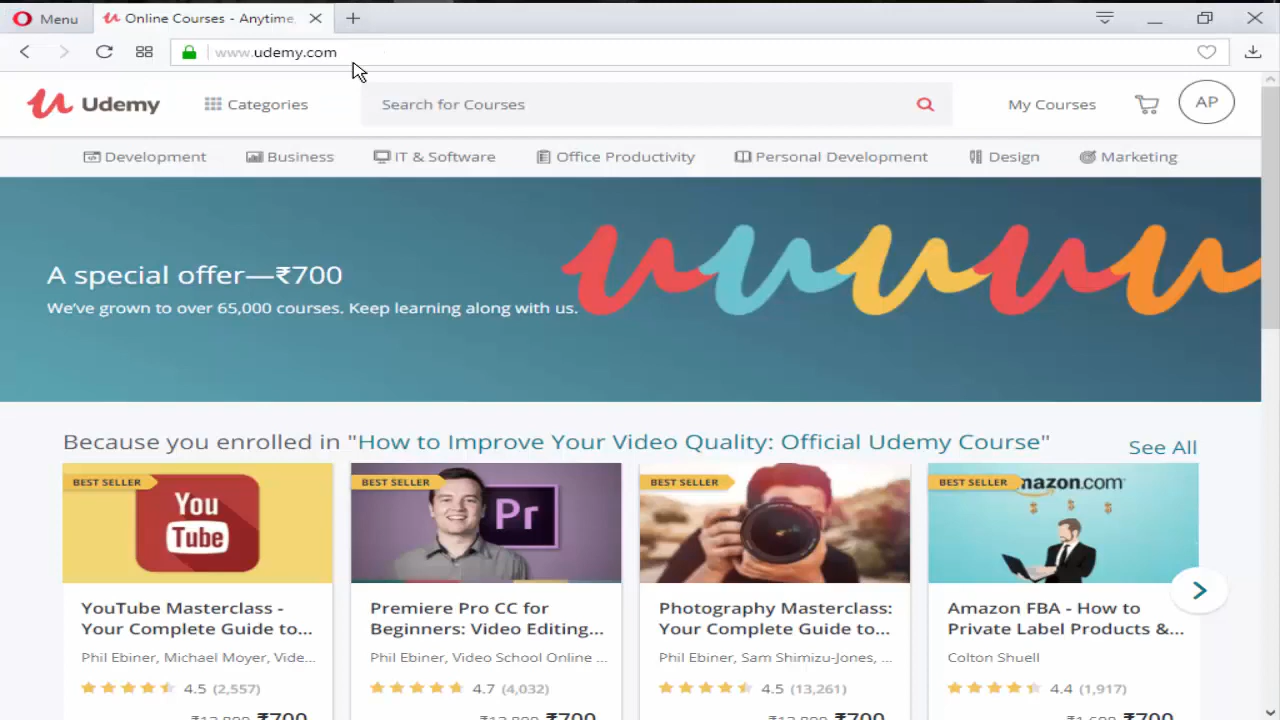 Menu
Online Courses - Anytime,
www.udemy.com
Udemy
Categories
Search for Courses
My Courses
AP
Development
Business
IT & Software
Office Productivity
Personal Development
Design
Marketing
A special offer—₹700
We've grown to over 65,000 courses. Keep learning along with us.
Because you enrolled in "How to Improve Your Video Quality: Official Udemy Course"
See All
BEST SELLER
You
Tube
YouTube Masterclass -
Your Complete Guide to...
Phil Ebiner, Michael Moyer, Vide...
4.5 (2,557)
₹700
BEST SELLER
Pr
Premiere Pro CC for
Beginners: Video Editing...
Phil Ebiner, Video School Online ...
4.7 (4,032)
₹700
BEST SELLER
Photography Masterclass:
Your Complete Guide to...
Phil Ebiner, Sam Shimizu-Jones, ...
4.5 (13,261)
₹700
BEST SELLER
mazon.com
Amazon FBA - How to
Private Label Products &...
Colton Shuell
4.4 (1,917)
₹700